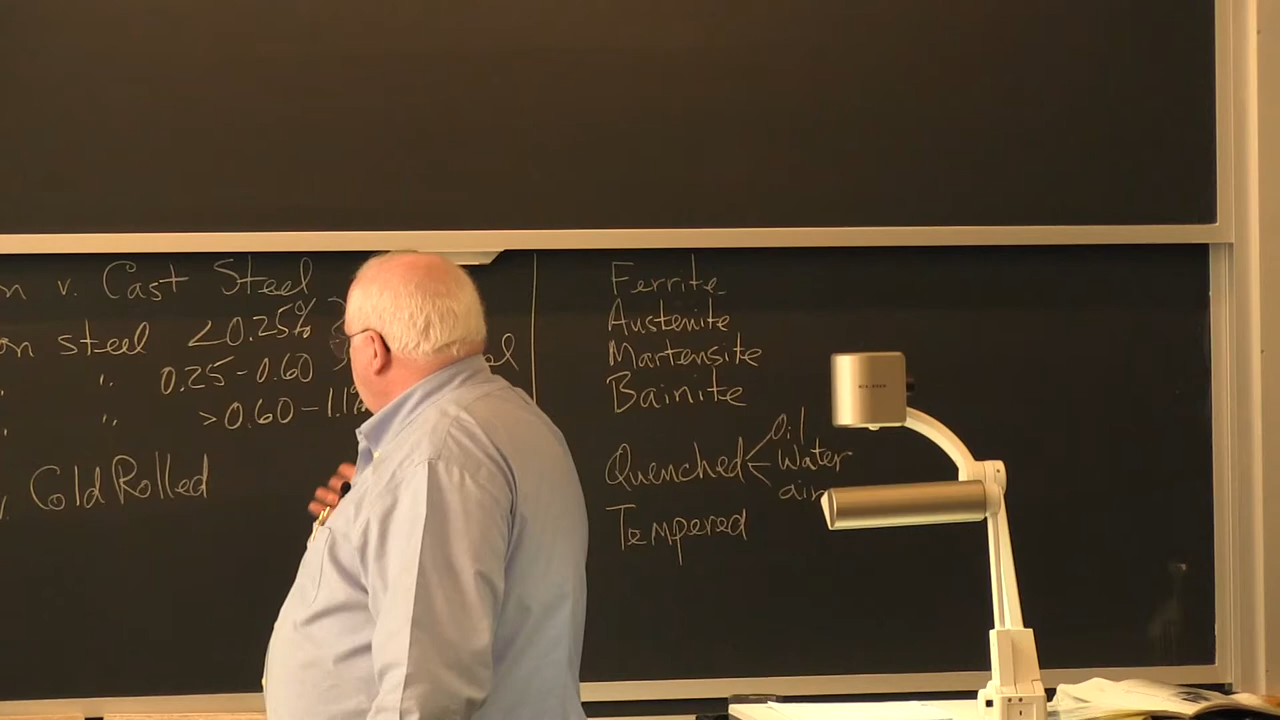 n v. Cast Steel
on steel <0.25%
" 0.25-0.60 el
" " >0.60-1.1%
v. Cold Rolled
Ferrite
Austenite
Martensite
Bainite
Quenched
Oil
Water
air
Tempered